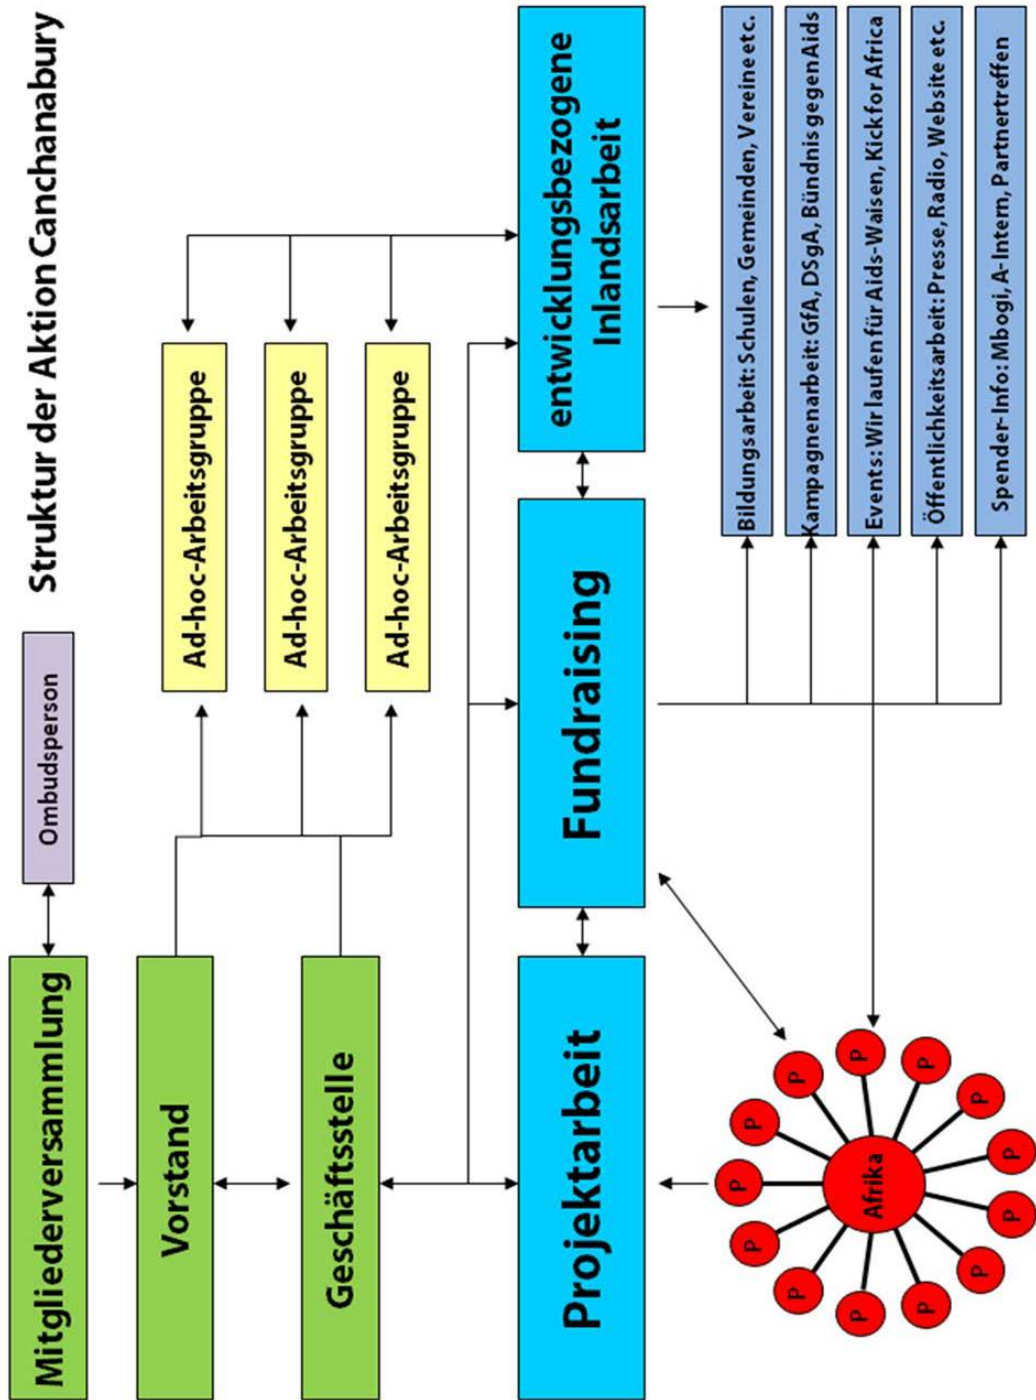 Struktur der Aktion Canchanabury
Mitgliederversammlung
Ombudsperson
Vorstand
Geschäftsstelle
Ad-hoc-Arbeitsgruppe
Ad-hoc-Arbeitsgruppe
Ad-hoc-Arbeitsgruppe
Projektarbeit
Fundraising
entwicklungsbezogene
Inlandsarbeit
Bildungsarbeit: Schulen, Gemeinden, Vereine etc.
Kampagnenarbeit: GfA, DSgA, Bündnis gegen Aids
Events: Wir laufen für Aids-Waisen, Kick for Africa
Öffentlichkeitsarbeit: Presse, Radio, Website etc.
Spender-Info: Mbogi, A-Intern, Partnertreffen
Afrika
P
P
P
P
P
P
P
P
P
P
P
P
P